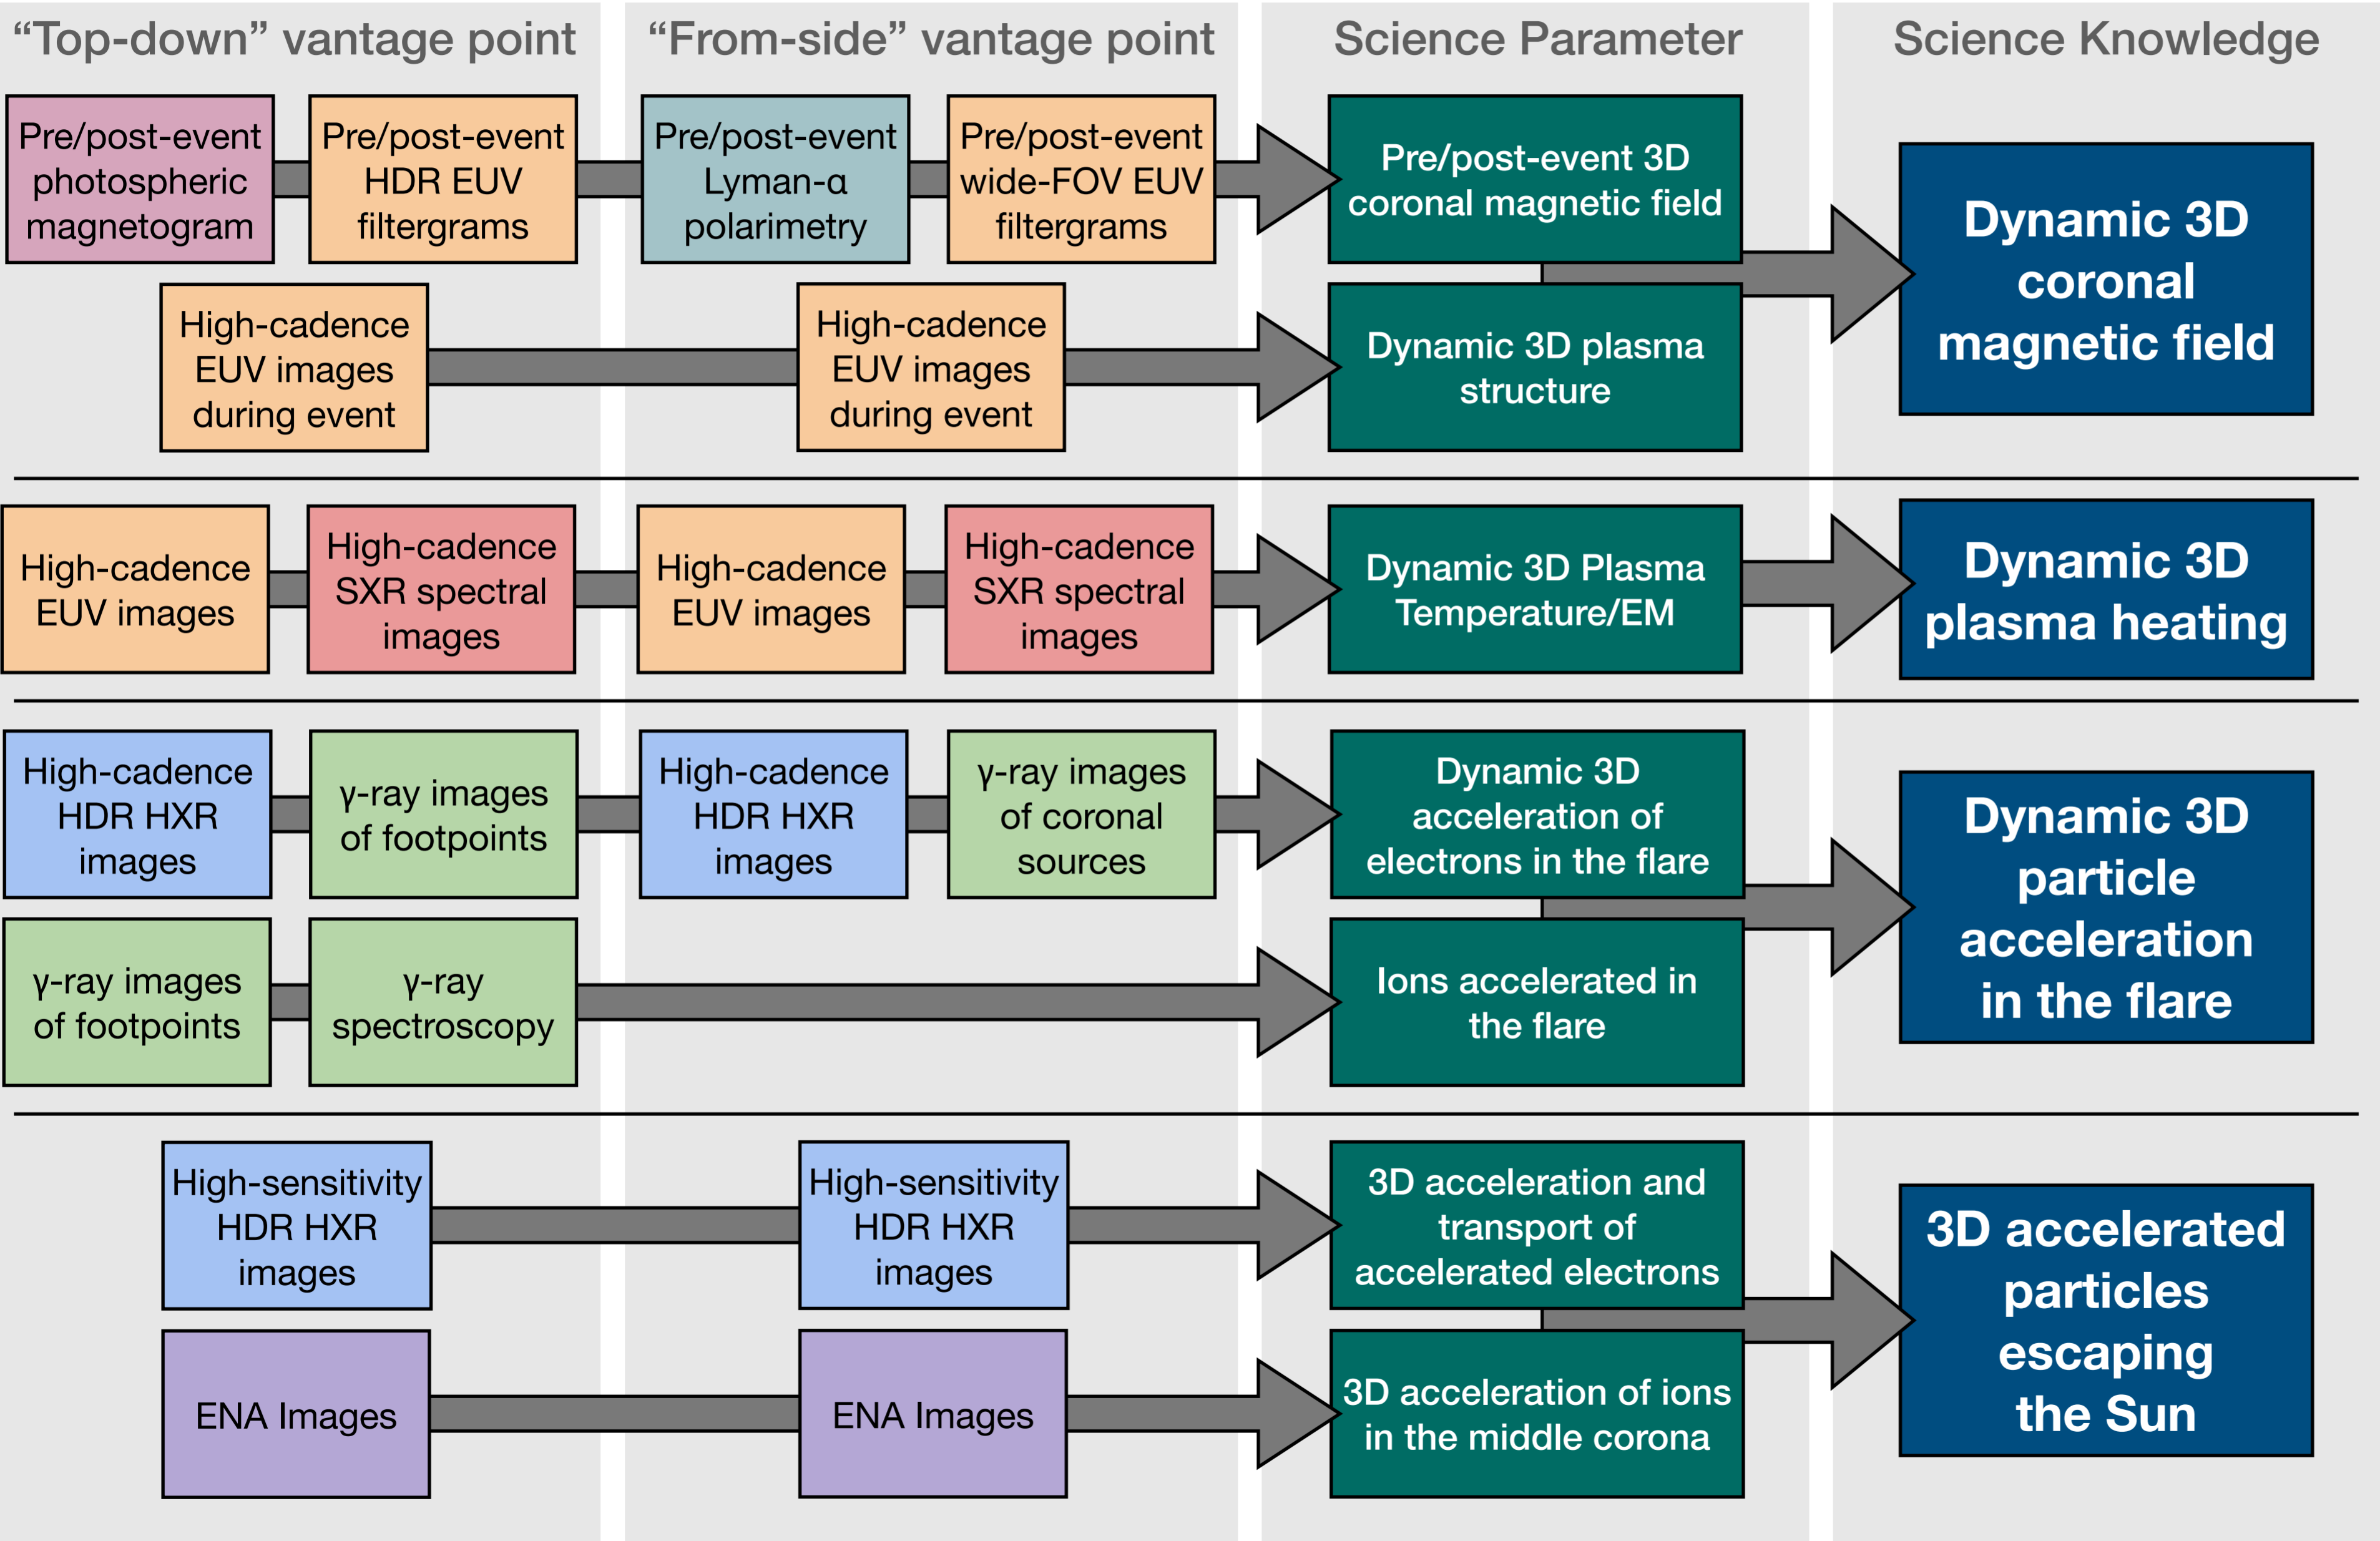 “Top-down” vantage point
“From-side” vantage point
Science Parameter
Science Knowledge
Pre/post-event
photospheric
magnetogram
Pre/post-event
HDR EUV
filtergrams
Pre/post-event
Lyman-α
polarimetry
Pre/post-event
wide-FOV EUV
filtergrams
Pre/post-event 3D
coronal magnetic field
Dynamic 3D
coronal
magnetic field
High-cadence
EUV images
during event
High-cadence
EUV images
during event
Dynamic 3D plasma
structure
High-cadence
EUV images
High-cadence
SXR spectral
images
High-cadence
EUV images
High-cadence
SXR spectral
images
Dynamic 3D Plasma
Temperature/EM
Dynamic 3D
plasma heating
High-cadence
HDR HXR
images
γ-ray images
of footpoints
High-cadence
HDR HXR
images
γ-ray images
of coronal
sources
Dynamic 3D
acceleration of
electrons in the flare
Dynamic 3D
particle
acceleration
in the flare
γ-ray images
of footpoints
γ-ray
spectroscopy
Ions accelerated in
the flare
High-sensitivity
HDR HXR
images
High-sensitivity
HDR HXR
images
3D acceleration and
transport of
accelerated electrons
3D accelerated
particles
escaping
the Sun
ENA Images
ENA Images
3D acceleration of ions
in the middle corona